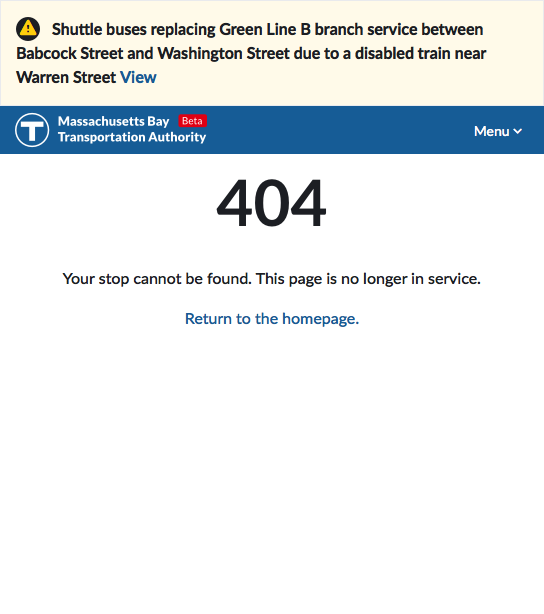 Shuttle buses replacing Green Line B branch service between
Babcock Street and Washington Street due to a disabled train near
Warren Street View
T
Massachusetts Bay Beta
Transportation Authority
Menu
404
Your stop cannot be found. This page is no longer in service.
Return to the homepage.